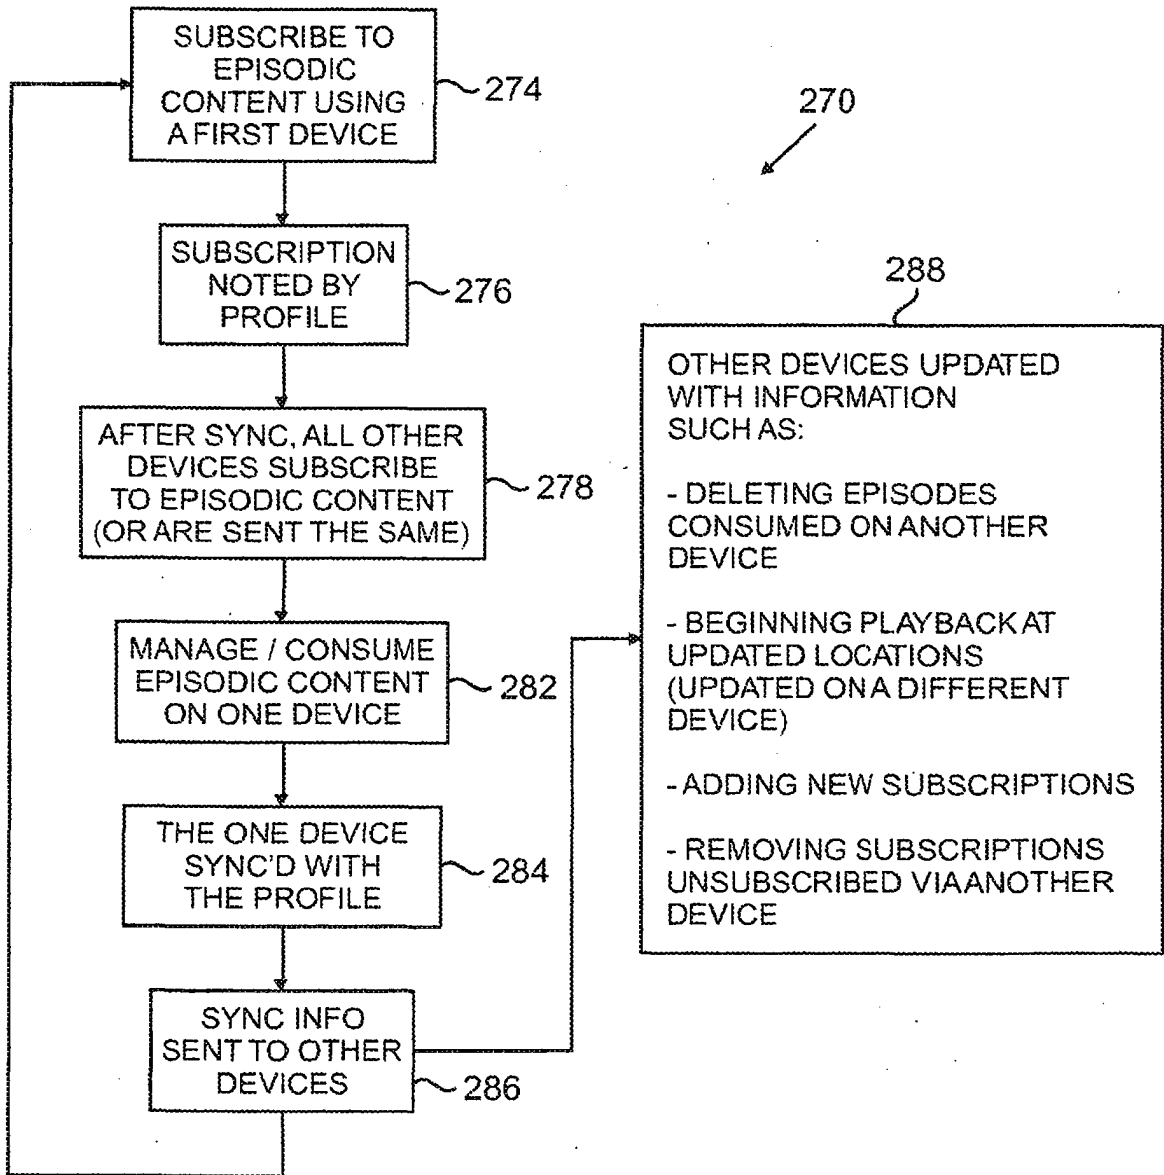 SUBSCRIBE TO
EPISODIC
CONTENT USING
A FIRST DEVICE
274
270
SUBSCRIPTION
NOTED BY
PROFILE
276
AFTER SYNC, ALL OTHER
DEVICES SUBSCRIBE
TO EPISODIC CONTENT
(OR ARE SENT THE SAME)
278
MANAGE / CONSUME
EPISODIC CONTENT
ON ONE DEVICE
282
THE ONE DEVICE
SYNC'D WITH
THE PROFILE
284
SYNC INFO
SENT TO OTHER
DEVICES
286
288
OTHER DEVICES UPDATED
WITH INFORMATION
SUCH AS:
- DELETING EPISODES
CONSUMED ON ANOTHER
DEVICE
- BEGINNING PLAYBACK AT
UPDATED LOCATIONS
(UPDATED ON A DIFFERENT
DEVICE)
- ADDING NEW SUBSCRIPTIONS
- REMOVING SUBSCRIPTIONS
UNSUBSCRIBED VIA ANOTHER
DEVICE